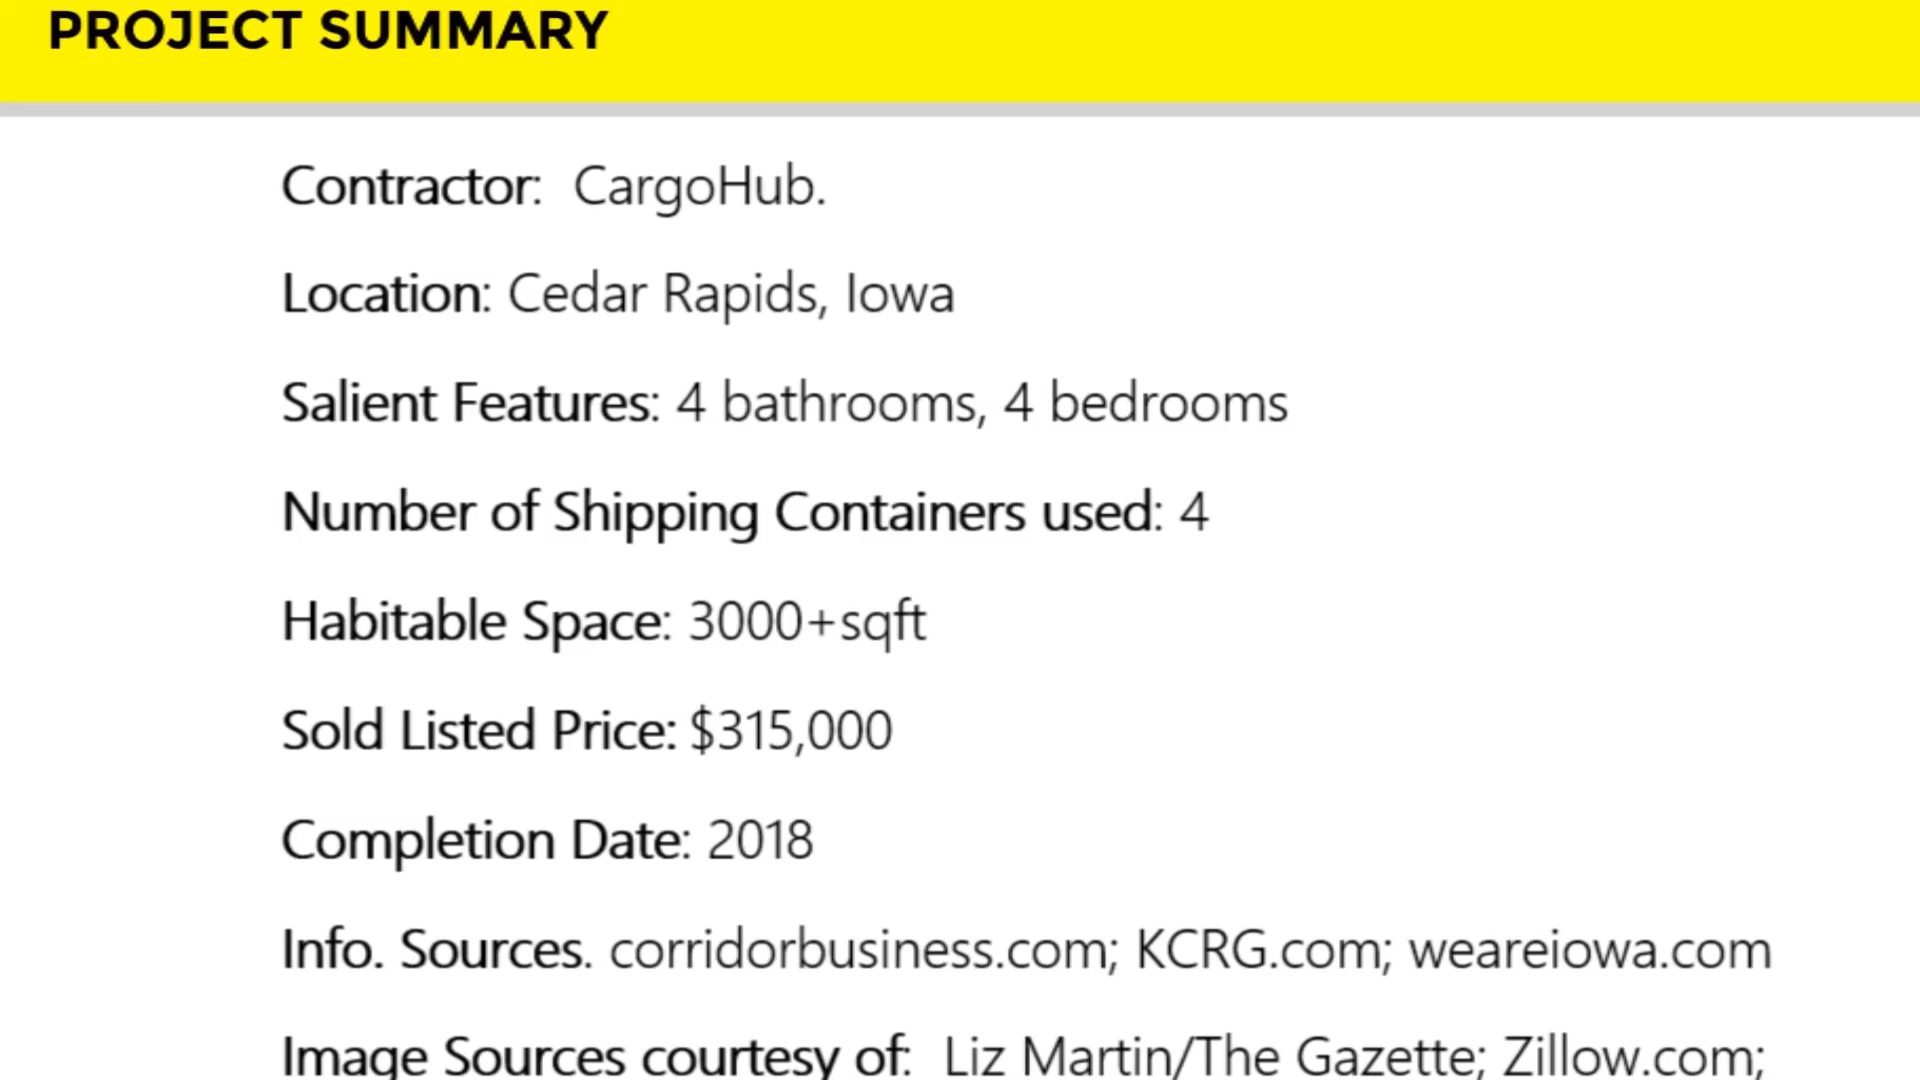 PROJECT SUMMARY
Contractor: CargoHub.
Location: Cedar Rapids, Iowa
Salient Features: 4 bathrooms, 4 bedrooms
Number of Shipping Containers used: 4
Habitable Space: 3000+sqft
Sold Listed Price: $315,000
Completion Date: 2018
Info. Sources. corridorbusiness.com; KCRG.com; weareiowa.com
Image Sources courtesy of: Liz Martin/The Gazette; Zillow.com;